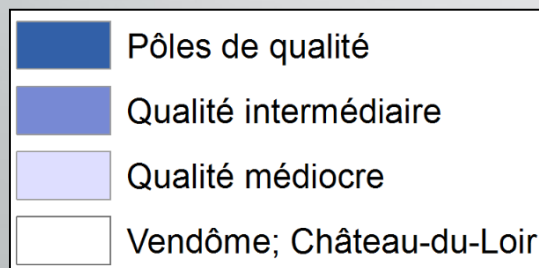 Pôles de qualité
Qualité intermédiaire
Qualité médiocre
Vendôme; Château-du-Loir